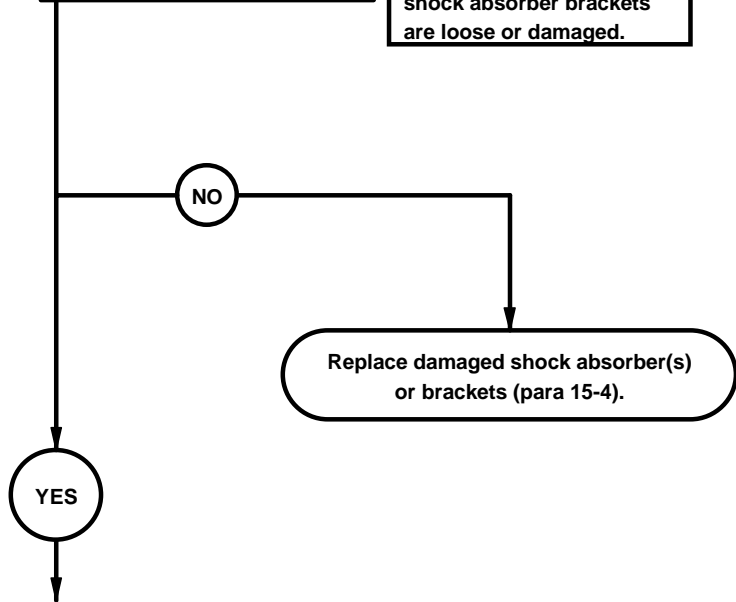 shock absorber brackets
are loose or damaged.
NO
Replace damaged shock absorber(s)
or brackets (para 15-4).
YES